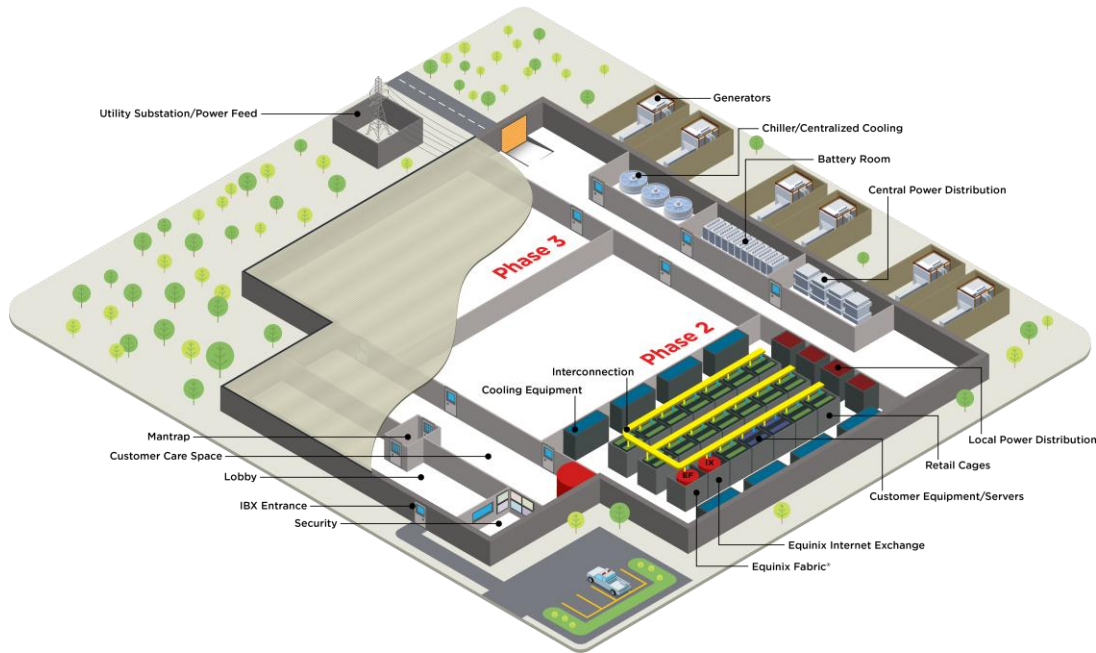 Generators
Utility Substation/Power Feed
Chiller/Centralized Cooling
Battery Room
Central Power Distribution
Phase 3
Phase 2
Interconnection
Cooling Equipment
Mantrap
Local Power Distribution
Customer Care Space
Retail Cages
IX
EF
Lobby
Customer Equipment/Servers
IBX Entrance
Security
Equinix Internet Exchange
Equinix Fabric®